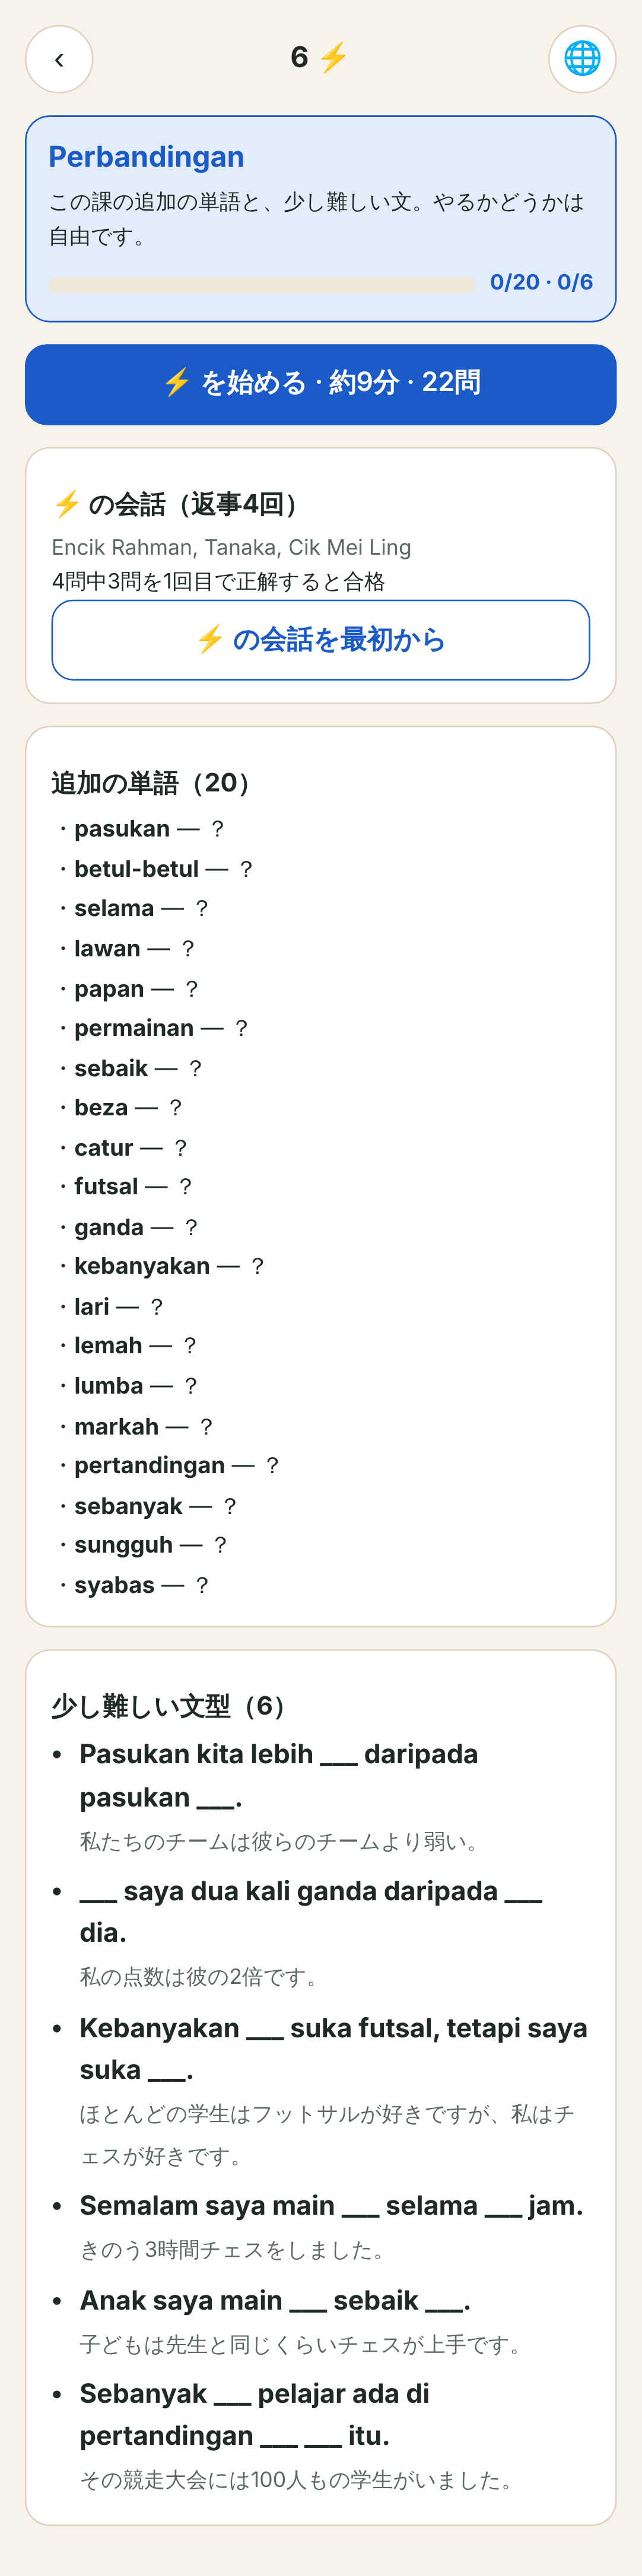 ‹
6 ⚡
🌐
Perbandingan
この課の追加の単語と、少し難しい文。やるかどうかは
自由です。
0/20 · 0/6
⚡ を始める · 約9分 · 22問
⚡ の会話（返事4回）
Encik Rahman, Tanaka, Cik Mei Ling
4問中3問を1回目で正解すると合格
⚡ の会話を最初から
追加の単語（20）
· pasukan — ？
· betul-betul — ？
· selama — ？
· lawan — ？
· papan — ？
· permainan — ？
· sebaik — ？
· beza — ？
· catur — ？
· futsal — ？
· ganda — ？
· kebanyakan — ？
· lari — ？
· lemah — ？
· lumba — ？
· markah — ？
· pertandingan — ？
· sebanyak — ？
· sungguh — ？
· syabas — ？
少し難しい文型（6）
• Pasukan kita lebih ___ daripada
pasukan ___.
私たちのチームは彼らのチームより弱い。
• ___ saya dua kali ganda daripada ___
dia.
私の点数は彼の2倍です。
• Kebanyakan ___ suka futsal, tetapi saya
suka ___.
ほとんどの学生はフットサルが好きですが、私はチ
ェスが好きです。
• Semalam saya main ___ selama ___ jam.
きのう3時間チェスをしました。
• Anak saya main ___ sebaik ___.
子どもは先生と同じくらいチェスが上手です。
• Sebanyak ___ pelajar ada di
pertandingan ___ ___ itu.
その競走大会には100人もの学生がいました。